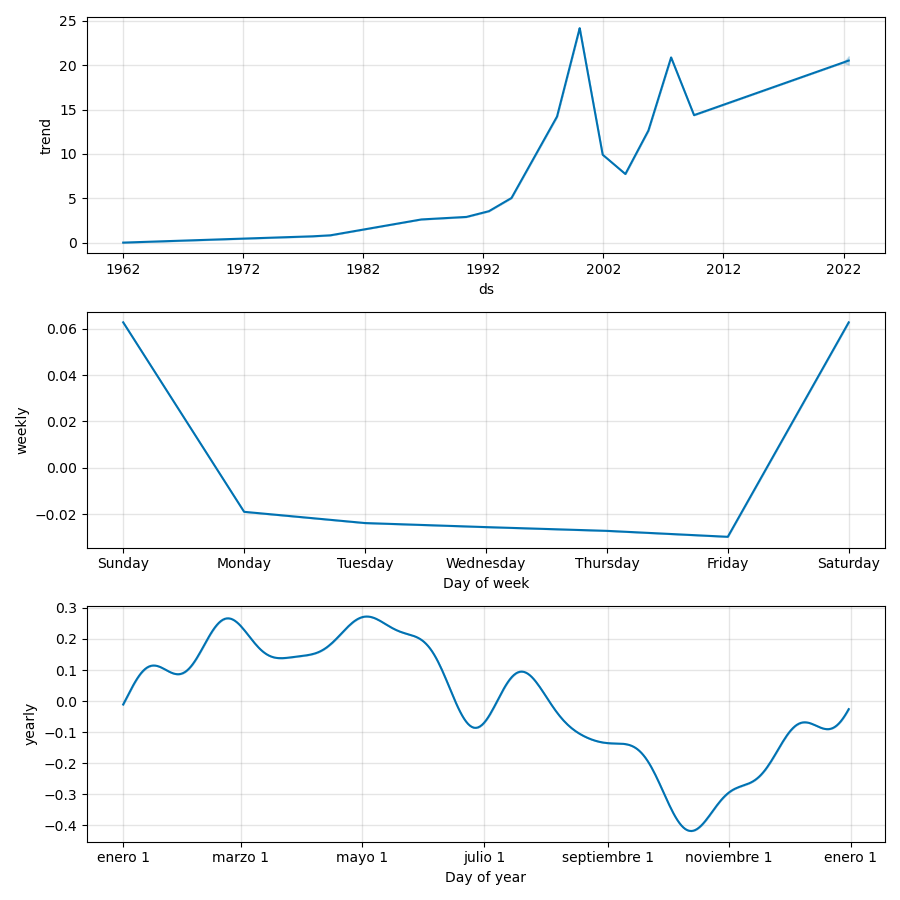 25
20
15
10
5
0
trend
1962 1972 1982 1992 2002 2012 2022
ds
0.06
0.04
0.02
0.00
−0.02
weekly
Sunday Monday Tuesday Wednesday Thursday Friday Saturday
Day of week
0.3
0.2
0.1
0.0
−0.1
−0.2
−0.3
−0.4
yearly
enero 1 marzo 1 mayo 1 julio 1 septiembre 1 noviembre 1 enero 1
Day of year